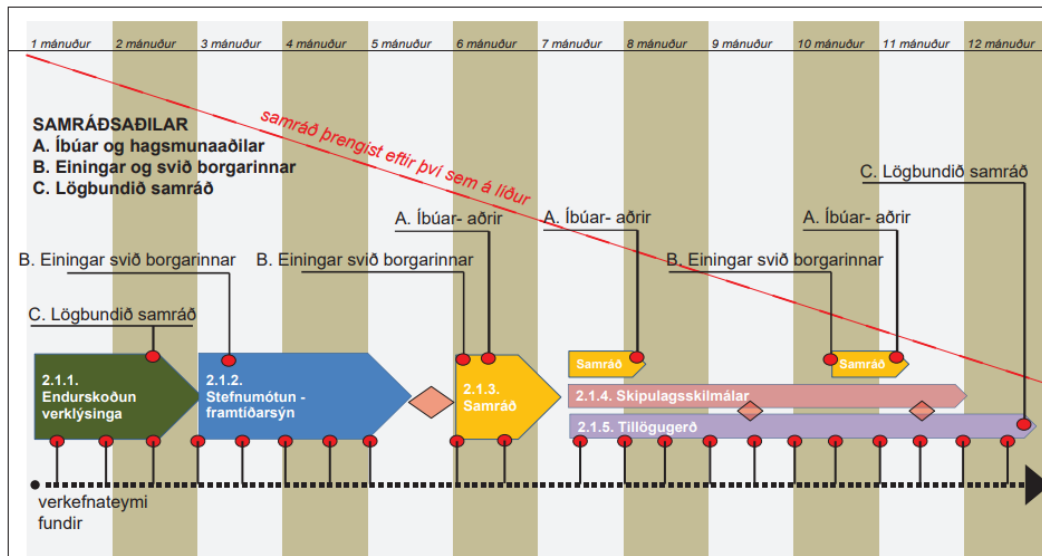 1 mánuður 2 mánuður 3 mánuður 4 mánuður 5 mánuður 6 mánuður 7 mánuður 8 mánuður 9 mánuður 10 mánuður 11 mánuður 12 mánuður
samráð þrengist eftir því sem á líður
SAMRÁÐSAÐILAR
A. Íbúar og hagsmunaaðilar
B. Einingar og svið borgarinnar
C. Lögbundið samráð
C. Lögbundið samráð
A. Íbúar- aðrir
A. Íbúar- aðrir
A. Íbúar- aðrir
B. Einingar svið borgarinnar
B. Einingar svið borgarinnar
B. Einingar svið borgarinnar
C. Lögbundið samráð
2.1.1.
Endurskoðun
verklýsinga
2.1.2.
Stefnumótun -
framtíðarsýn
2.1.3.
Samráð
Samráð
Samráð
2.1.4. Skipulagsskilmálar
2.1.5. Tillögugerð
verkefnateymi
fundir